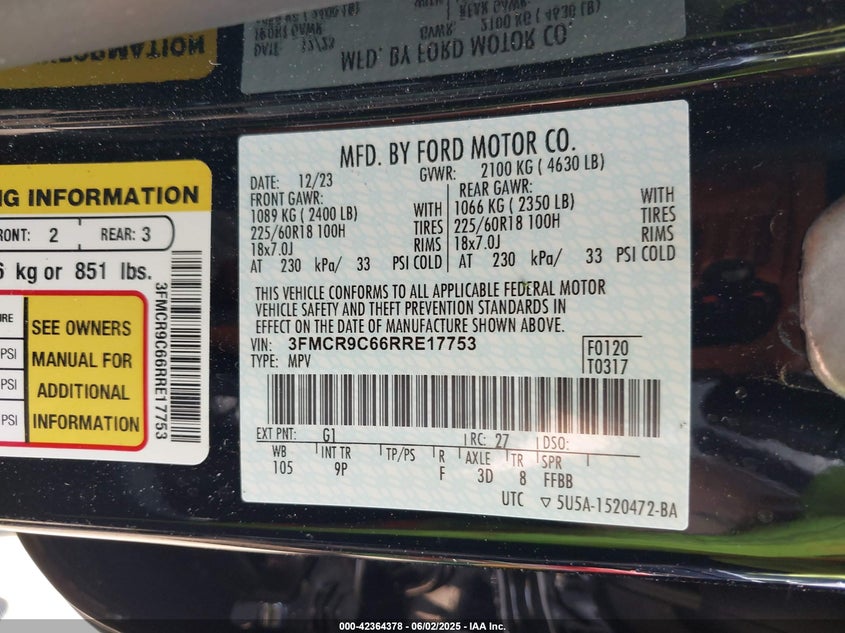 MFD. BY FORD MOTOR CO.
DATE: 12/23
GVWR: 2100 KG ( 4630 LB)
FRONT GAWR:
1089 KG ( 2400 LB) WITH
225/60R18 100H TIRES
18x7.0J RIMS
AT 230 kPa/ 33 PSI COLD
REAR GAWR:
1066 KG ( 2350 LB) WITH
225/60R18 100H TIRES
18x7.0J RIMS
AT 230 kPa/ 33 PSI COLD
THIS VEHICLE CONFORMS TO ALL APPLICABLE FEDERAL MOTOR
VEHICLE SAFETY AND THEFT PREVENTION STANDARDS IN
EFFECT ON THE DATE OF MANUFACTURE SHOWN ABOVE.
VIN: 3FMCR9C66RRE17753
TYPE: MPV
F0120
T0317
EXT PNT: G1 RC: 27 DSO:
WB INT TR TP/PS R AXLE TR SPR
105 9P F 3D 8 FFBB
UTC ▽ 5U5A-1520472-BA
NG INFORMATION
FRONT: 2 REAR: 3
kg or 851 lbs.
PSI
PSI
PSI
SEE OWNERS
MANUAL FOR
ADDITIONAL
INFORMATION
3FMCR9C66RRE17753
000-42364378 - 06/02/2025 - IAA Inc.